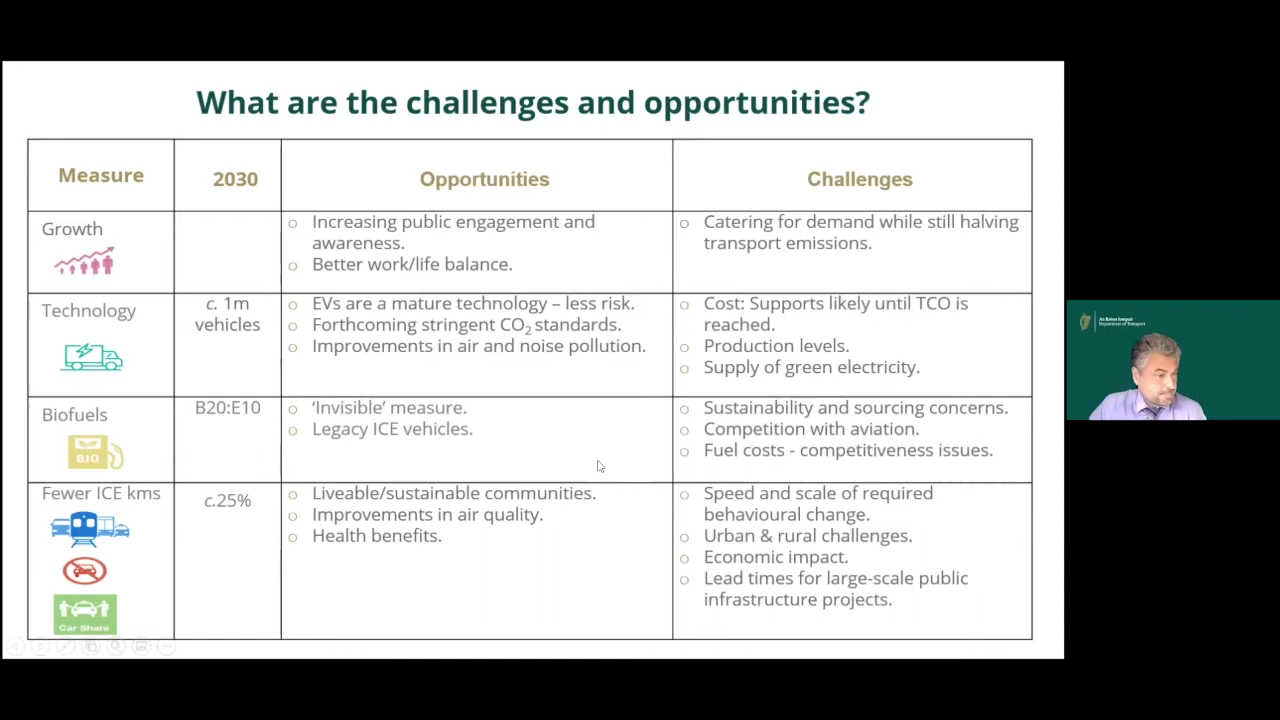 What are the challenges and opportunities?
Measure
2030
Opportunities
Challenges
Growth
○ Increasing public engagement and
awareness.
○ Better work/life balance.
○ Catering for demand while still halving
transport emissions.
Technology
c. 1m
vehicles
○ EVs are a mature technology – less risk.
○ Forthcoming stringent CO₂ standards.
○ Improvements in air and noise pollution.
○ Cost: Supports likely until TCO is
reached.
○ Production levels.
○ Supply of green electricity.
Biofuels
BIO
B20:E10
○ ‘Invisible’ measure.
○ Legacy ICE vehicles.
○ Sustainability and sourcing concerns.
○ Competition with aviation.
○ Fuel costs - competitiveness issues.
Fewer ICE kms
Car Share
c.25%
○ Liveable/sustainable communities.
○ Improvements in air quality.
○ Health benefits.
○ Speed and scale of required
behavioural change.
○ Urban & rural challenges.
○ Economic impact.
○ Lead times for large-scale public
infrastructure projects.
An Roinn Iompair
Department of Transport